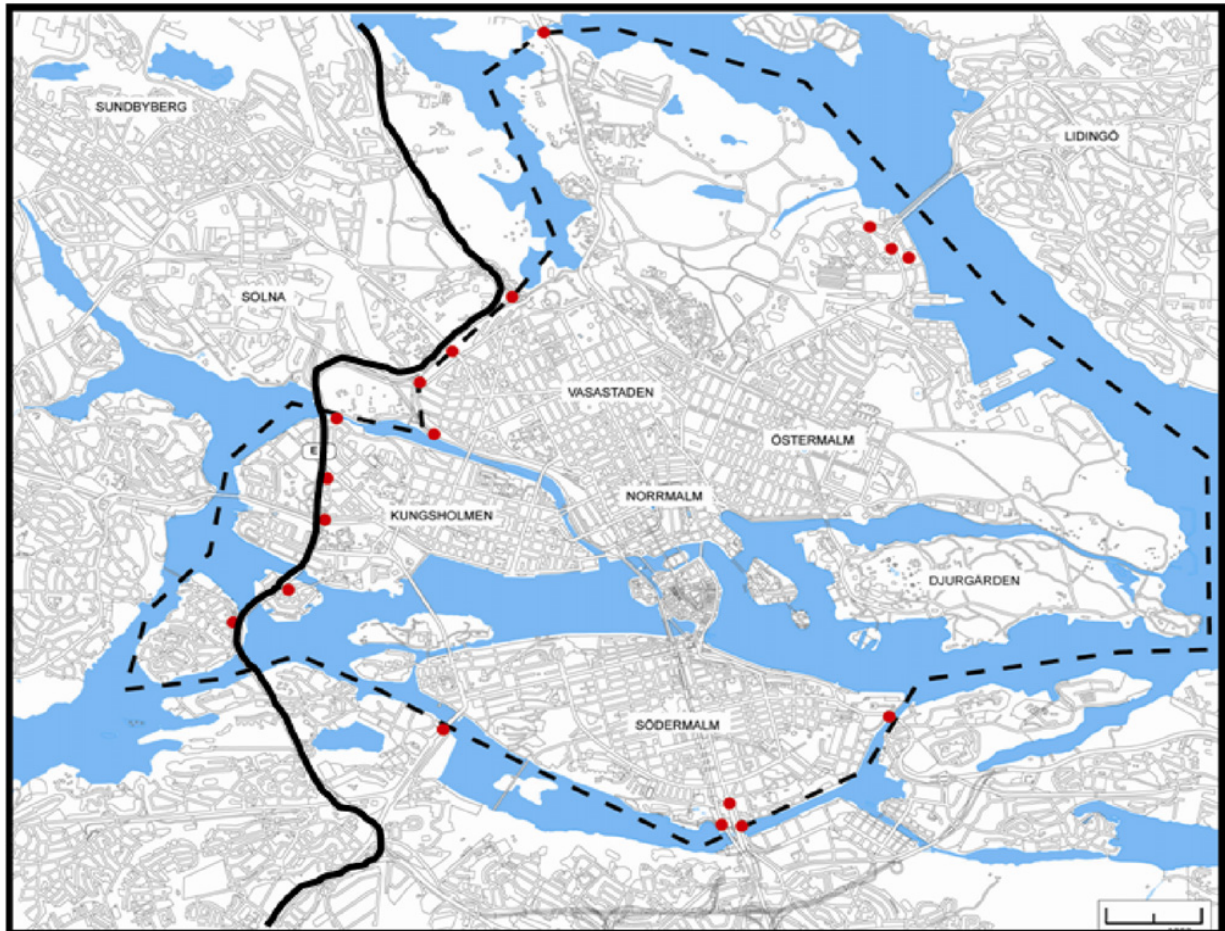 SUNDBYBERG
LIDINGÖ
SOLNA
VASASTADEN
ÖSTERMALM
NORRMALM
E
KUNGSHOLMEN
DJURGÅRDEN
SÖDERMALM